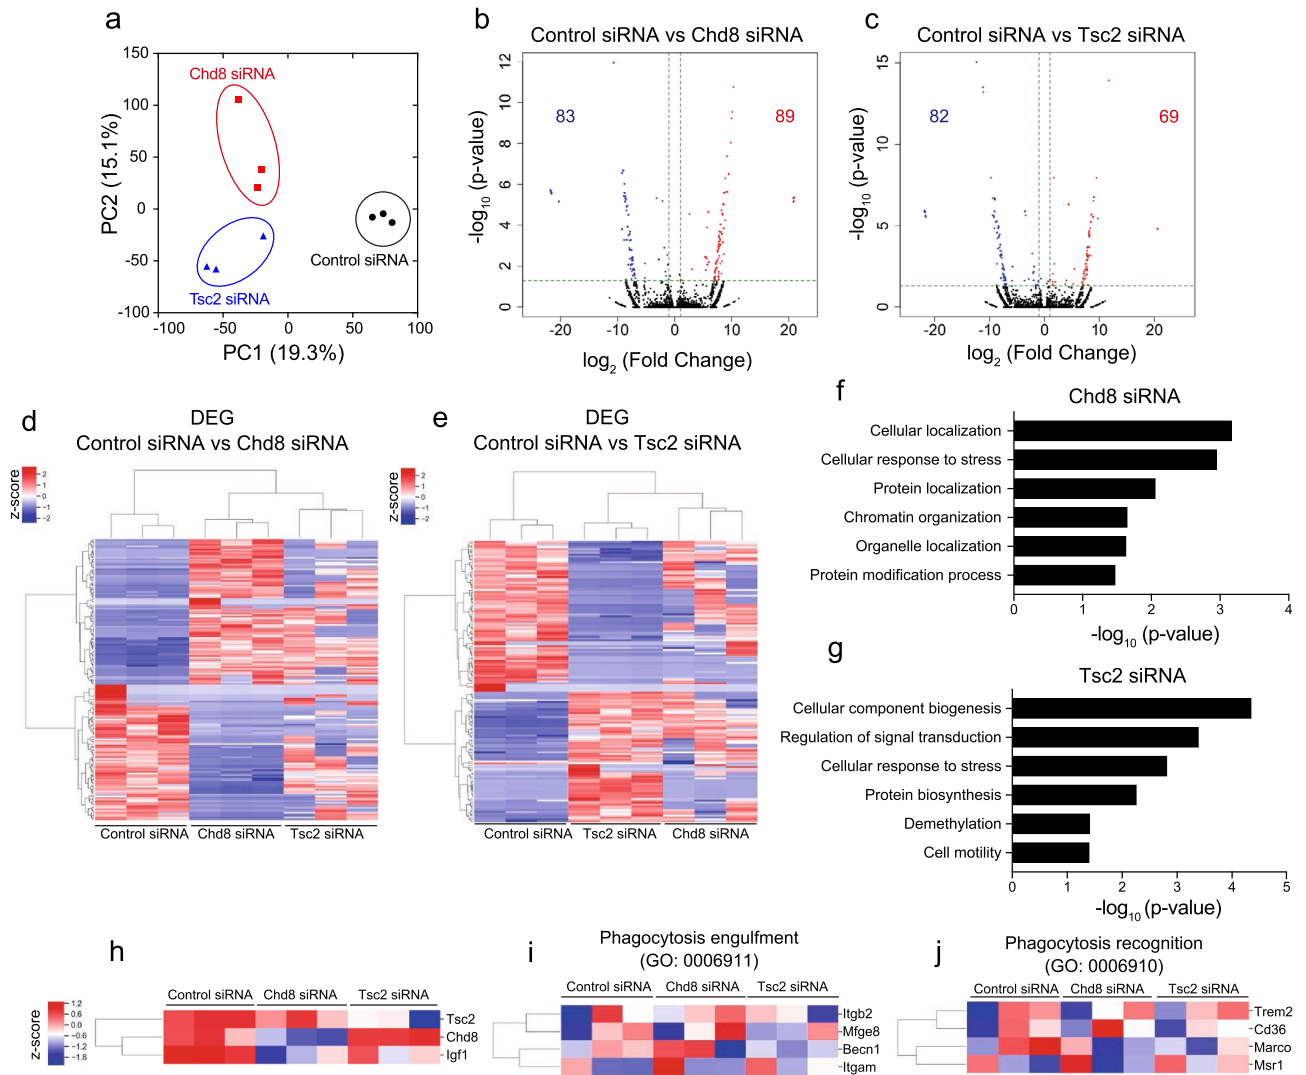 a
150
100
50
0
-50
-100
-100
-50
0
50
100
PC2 (15.1%)
PC1 (19.3%)
Chd8 siRNA
Tsc2 siRNA
Control siRNA
b
Control siRNA vs Chd8 siRNA
83
89
12
10
8
6
4
2
0
-20
-10
0
10
20
-log10 (p-value)
log2 (Fold Change)
c
Control siRNA vs Tsc2 siRNA
82
69
15
10
5
0
-20
-10
0
10
20
-log10 (p-value)
log2 (Fold Change)
d
DEG
Control siRNA vs Chd8 siRNA
z-score
2
1
0
-1
-2
Control siRNA Chd8 siRNA Tsc2 siRNA
e
DEG
Control siRNA vs Tsc2 siRNA
z-score
2
1
0
-1
-2
Control siRNA Tsc2 siRNA Chd8 siRNA
f
Chd8 siRNA
Cellular localization
Cellular response to stress
Protein localization
Chromatin organization
Organelle localization
Protein modification process
0 1 2 3 4
-log10 (p-value)
g
Tsc2 siRNA
Cellular component biogenesis
Regulation of signal transduction
Cellular response to stress
Protein biosynthesis
Demethylation
Cell motility
0 1 2 3 4 5
-log10 (p-value)
h
z-score
1.2
0.6
0.0
-0.6
-1.2
-1.8
Control siRNA Chd8 siRNA Tsc2 siRNA
Tsc2
Chd8
Igf1
i
Phagocytosis engulfment
(GO: 0006911)
Control siRNA Chd8 siRNA Tsc2 siRNA
Itgb2
Mfge8
Becn1
Itgam
j
Phagocytosis recognition
(GO: 0006910)
Control siRNA Chd8 siRNA Tsc2 siRNA
Trem2
Cd36
Marco
Msr1